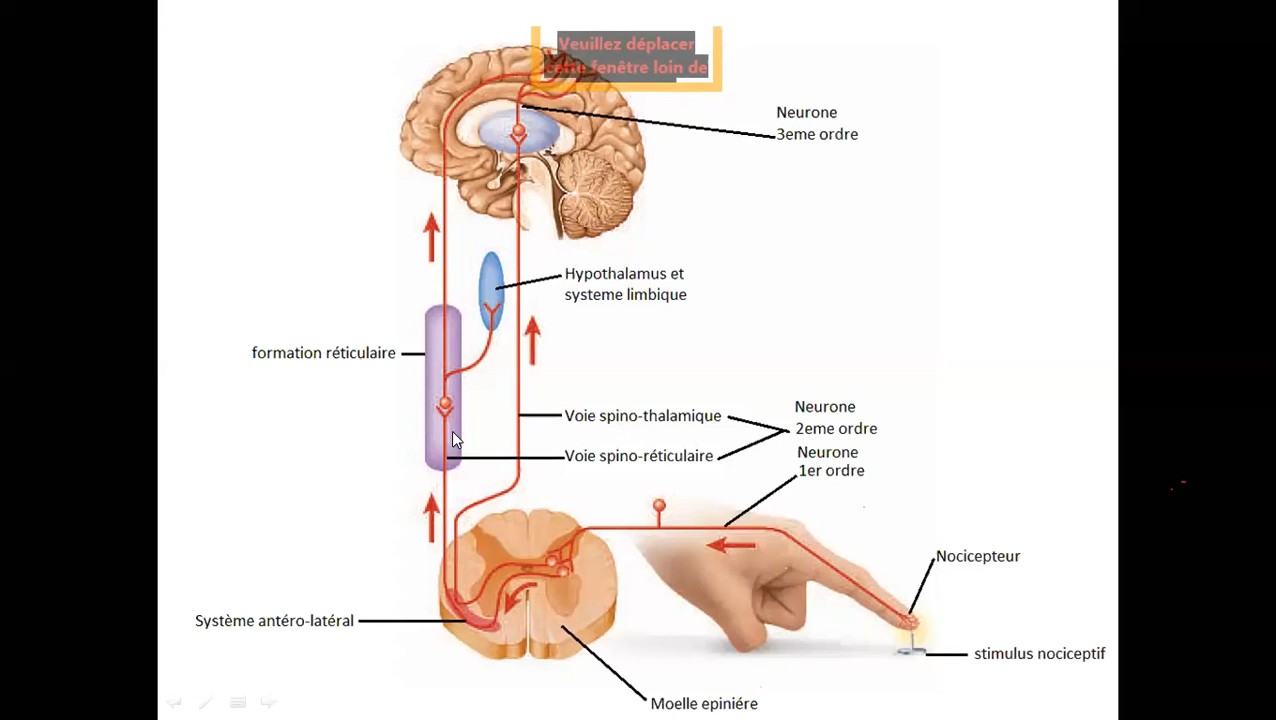 Veuillez déplacer
cette fenêtre loin de
Neurone
3eme ordre
Hypothalamus et
systeme limbique
formation réticulaire
Voie spino-thalamique
Neurone
2eme ordre
Voie spino-réticulaire
Neurone
1er ordre
Nocicepteur
Système antéro-latéral
stimulus nociceptif
Moelle epiniére